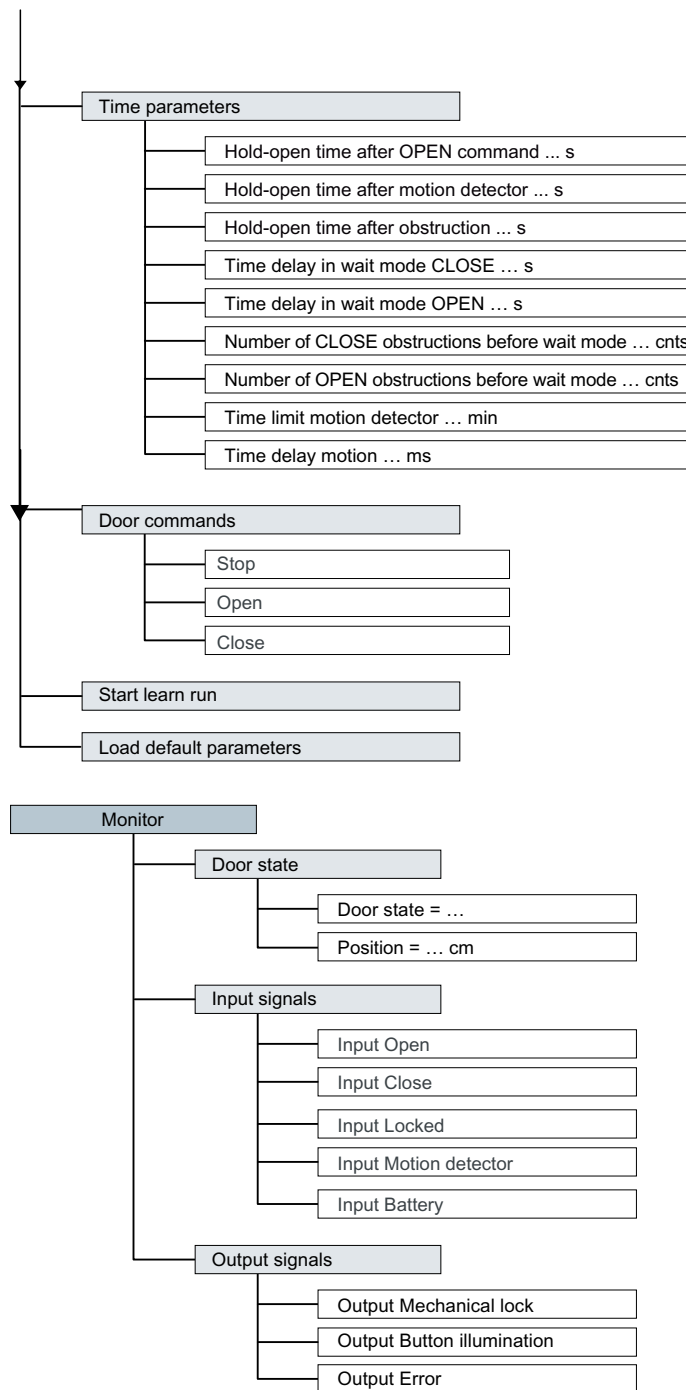 Time parameters
Hold-open time after OPEN command ... s
Hold-open time after motion detector ... s
Hold-open time after obstruction ... s
Time delay in wait mode CLOSE … s
Time delay in wait mode OPEN … s
Number of CLOSE obstructions before wait mode … cnts
Number of OPEN obstructions before wait mode … cnts
Time limit motion detector … min
Time delay motion … ms
Door commands
Stop
Open
Close
Start learn run
Load default parameters
Monitor
Door state
Door state = …
Position = … cm
Input signals
Input Open
Input Close
Input Locked
Input Motion detector
Input Battery
Output signals
Output Mechanical lock
Output Button illumination
Output Error